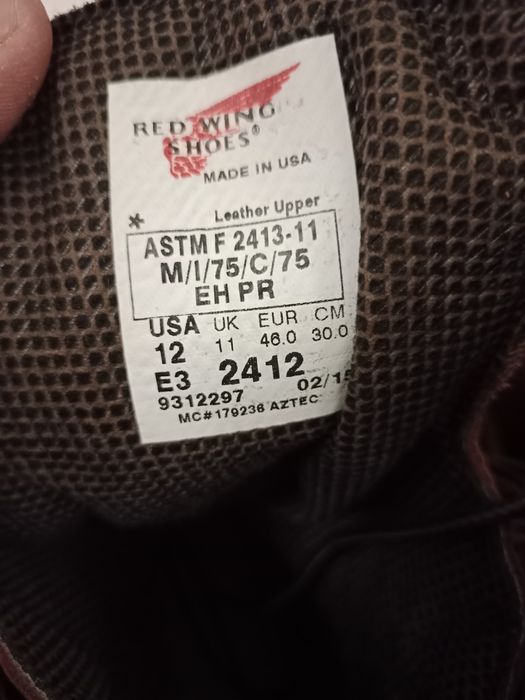 RED WING
SHOES®
MADE IN USA
* Leather Upper
ASTM F 2413-11
M/I/75/C/75
EH PR
USA UK EUR CM
12 11 46.0 30.0
E3 2412
9312297 02/15
MC#179236 AZTEC